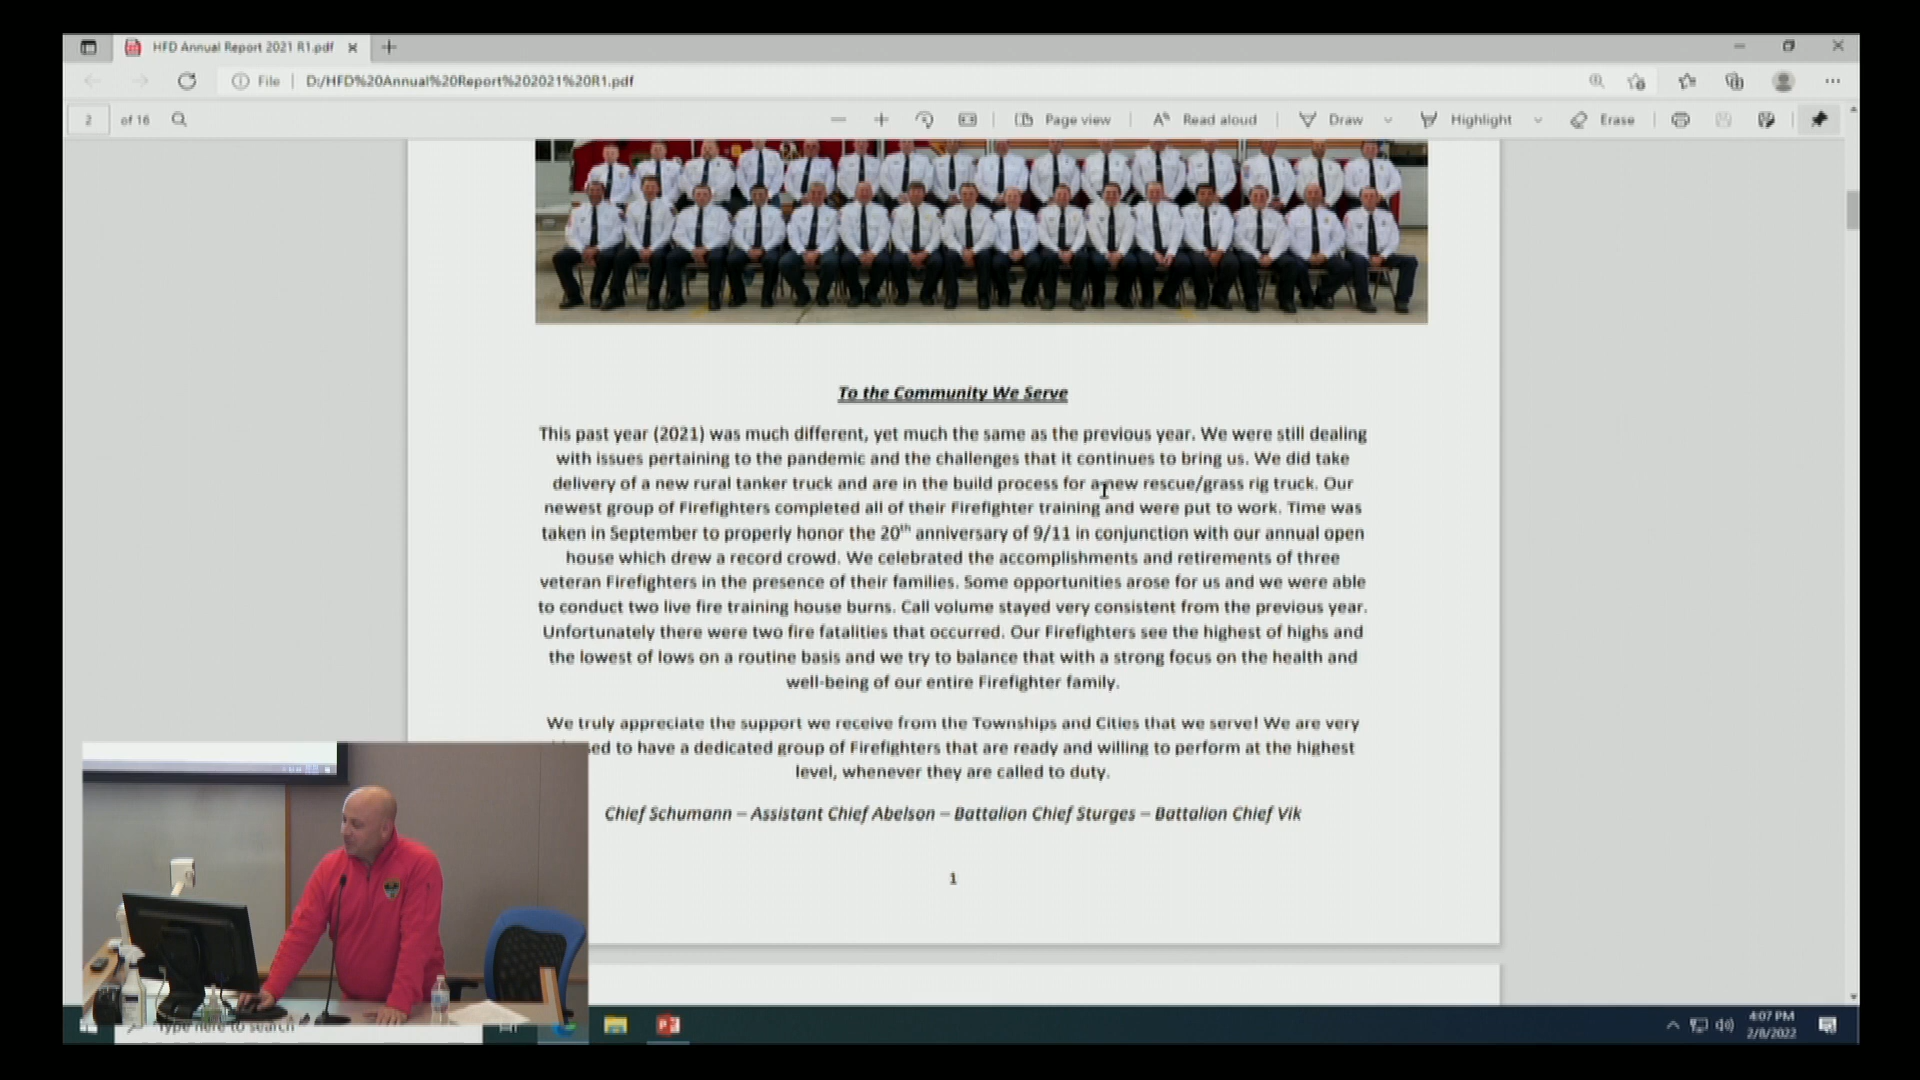 HFD Annual Report 2021 R1.pdf
File | D:/HFD%20Annual%20Report%202021%20R1.pdf
2 of 16 Page view Read aloud Draw Highlight Erase
To the Community We Serve
This past year (2021) was much different, yet much the same as the previous year. We were still dealing
with issues pertaining to the pandemic and the challenges that it continues to bring us. We did take
delivery of a new rural tanker truck and are in the build process for a new rescue/grass rig truck. Our
newest group of Firefighters completed all of their Firefighter training and were put to work. Time was
taken in September to properly honor the 20th anniversary of 9/11 in conjunction with our annual open
house which drew a record crowd. We celebrated the accomplishments and retirements of three
veteran Firefighters in the presence of their families. Some opportunities arose for us and we were able
to conduct two live fire training house burns. Call volume stayed very consistent from the previous year.
Unfortunately there were two fire fatalities that occurred. Our Firefighters see the highest of highs and
the lowest of lows on a routine basis and we try to balance that with a strong focus on the health and
well-being of our entire Firefighter family.
We truly appreciate the support we receive from the Townships and Cities that we serve! We are very
to have a dedicated group of Firefighters that are ready and willing to perform at the highest
level, whenever they are called to duty.
Chief Schumann – Assistant Chief Abelson – Battalion Chief Sturges – Battalion Chief Vik
1
Type here to search
4:07 PM
2/8/2022